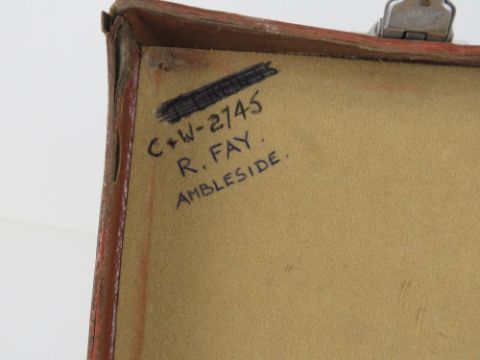 C+W-2745
R. FAY.
AMBLESIDE.